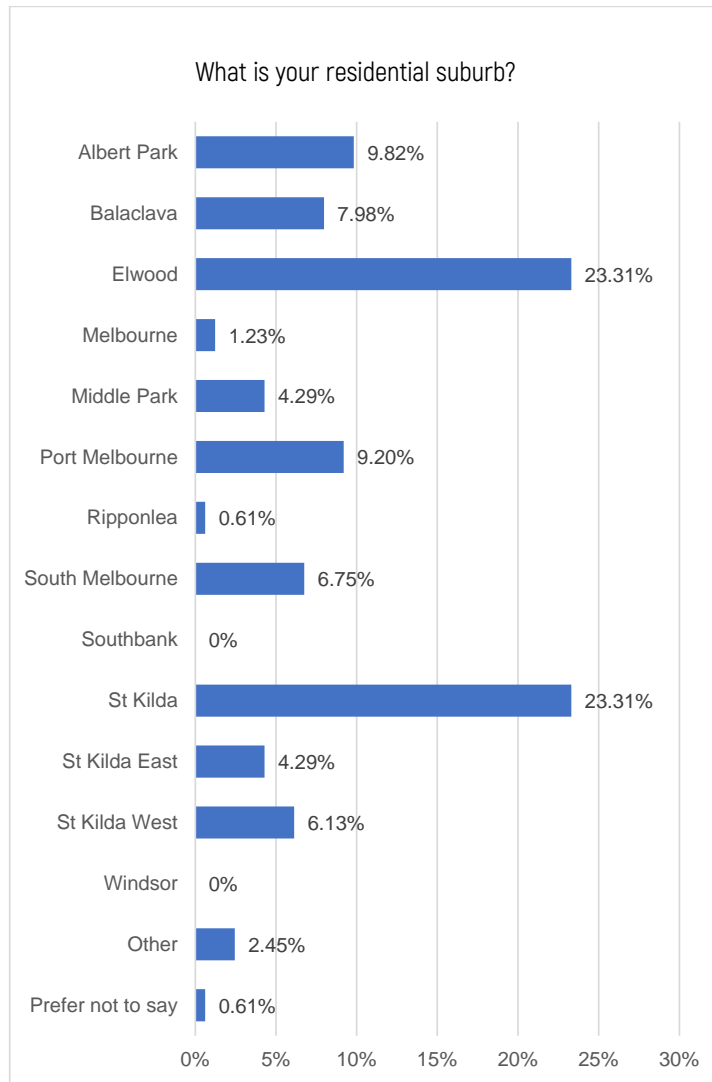 What is your residential suburb?
Albert Park 9.82%
Balaclava 7.98%
Elwood 23.31%
Melbourne 1.23%
Middle Park 4.29%
Port Melbourne 9.20%
Ripponlea 0.61%
South Melbourne 6.75%
Southbank 0%
St Kilda 23.31%
St Kilda East 4.29%
St Kilda West 6.13%
Windsor 0%
Other 2.45%
Prefer not to say 0.61%
0% 5% 10% 15% 20% 25% 30%